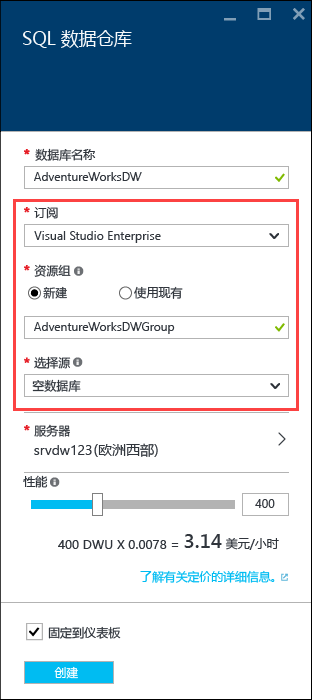 SQL 数据仓库
* 数据库名称
AdventureWorksDW
* 订阅
Visual Studio Enterprise
* 资源组
新建 使用现有
AdventureWorksDWGroup
* 选择源
空数据库
* 服务器
srvdw123(欧洲西部)
性能
400
400 DWU X 0.0078 = 3.14 美元/小时
了解有关定价的详细信息。
固定到仪表板
创建